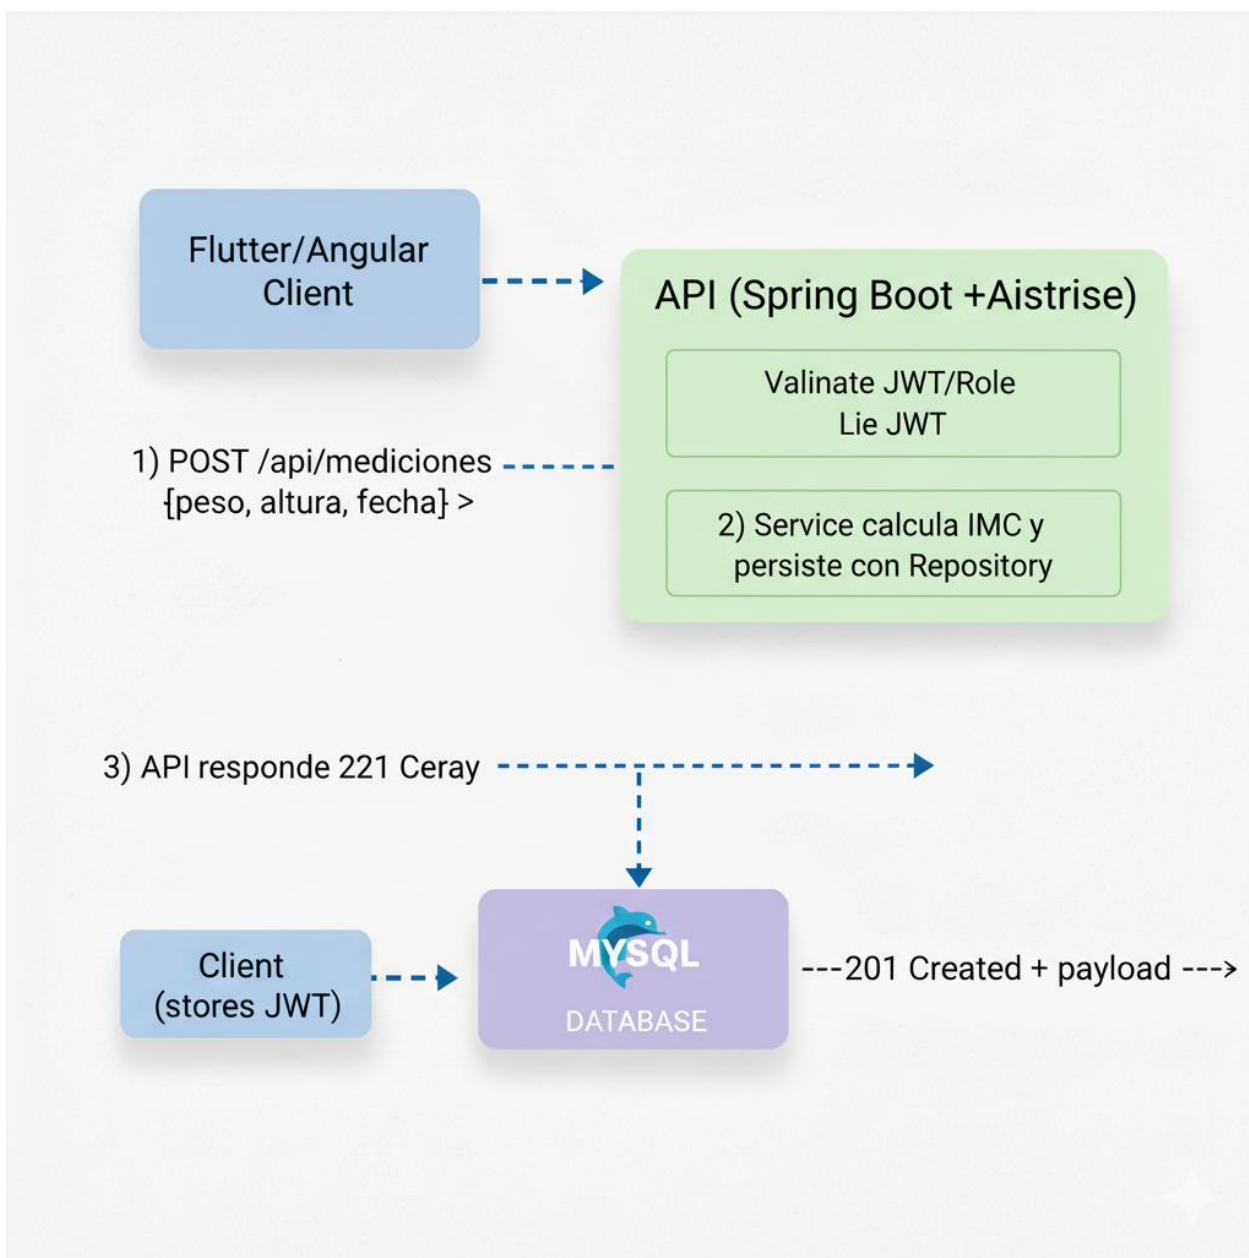 Flutter/Angular
Client
API (Spring Boot +Aistrise)
Valinate JWT/Role
Lie JWT
1) POST /api/mediciones
{peso, altura, fecha} >
2) Service calcula IMC y
persiste con Repository
3) API responde 221 Ceray
Client
(stores JWT)
MYSQL
DATABASE
---201 Created + payload --->